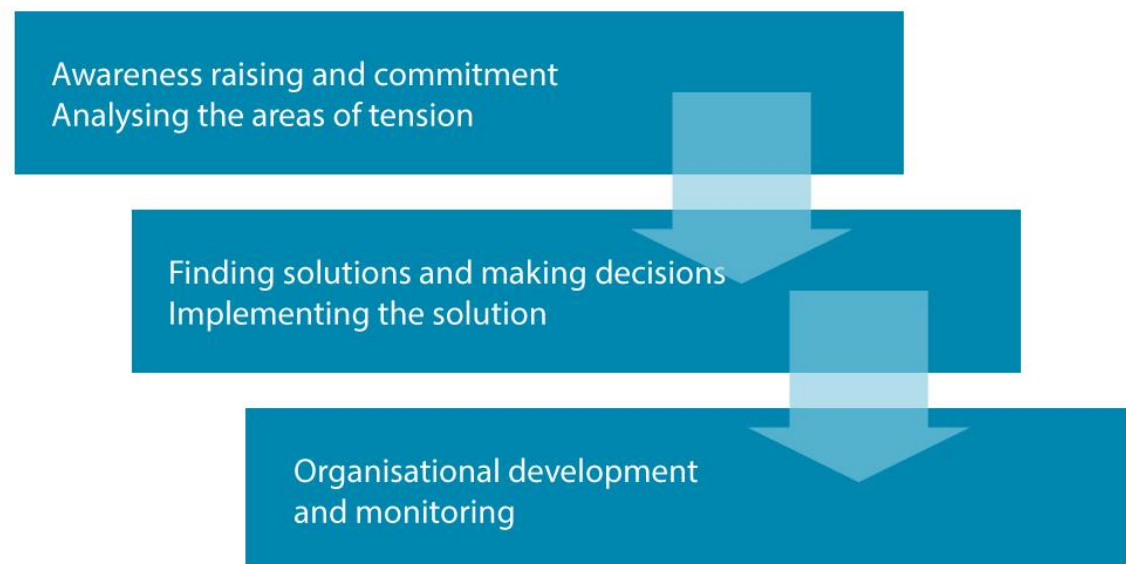 Awareness raising and commitment
Analysing the areas of tension
Finding solutions and making decisions
Implementing the solution
Organisational development
and monitoring